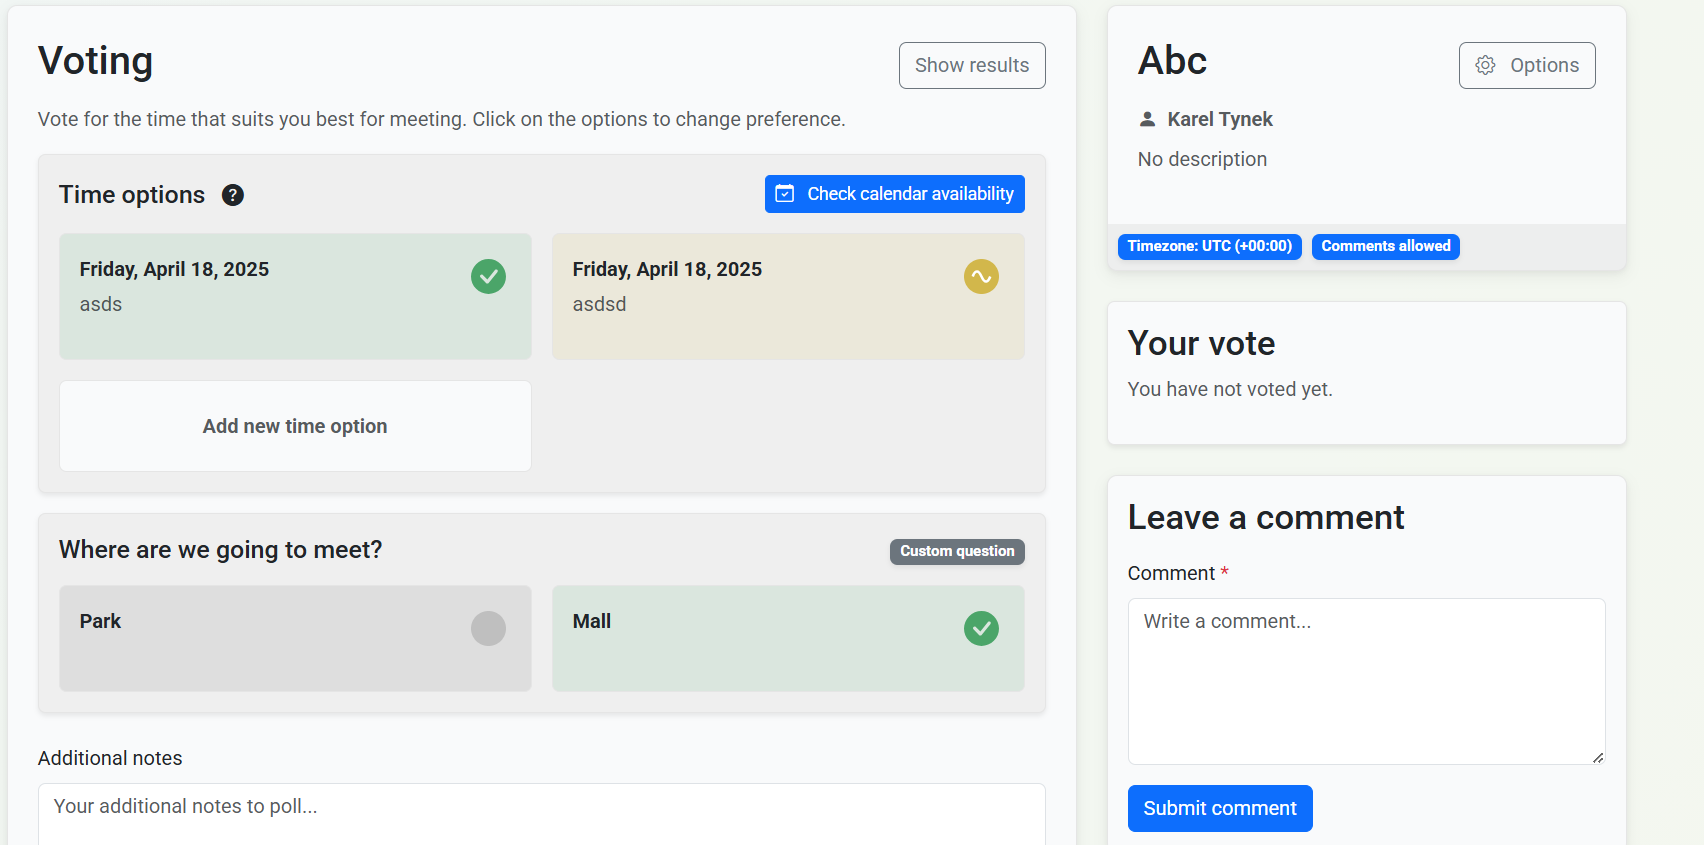 Voting
Show results
Vote for the time that suits you best for meeting. Click on the options to change preference.
Time options
?
Check calendar availability
Friday, April 18, 2025
asds
Friday, April 18, 2025
asdsd
Add new time option
Where are we going to meet?
Custom question
Park
Mall
Additional notes
Your additional notes to poll...
Abc
Options
Karel Tynek
No description
Timezone: UTC (+00:00)
Comments allowed
Your vote
You have not voted yet.
Leave a comment
Comment *
Write a comment...
Submit comment